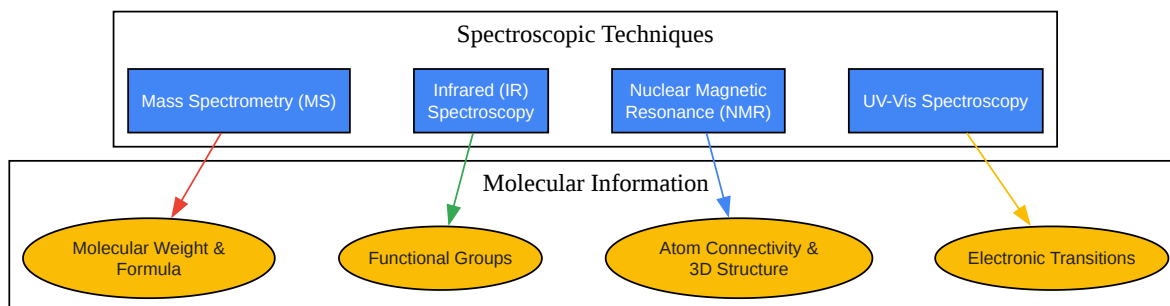 Spectroscopic Techniques
Mass Spectrometry (MS)
Infrared (IR)
Spectroscopy
Nuclear Magnetic
Resonance (NMR)
UV-Vis Spectroscopy
Molecular Information
Molecular Weight &
Formula
Functional Groups
Atom Connectivity &
3D Structure
Electronic Transitions